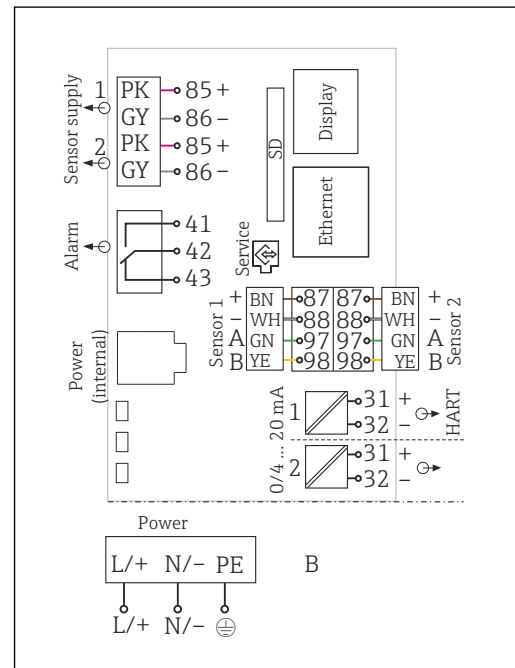 Sensor supply
1 PK 85 +
GY 86 −
2 PK 85 +
GY 86 −
Display
SD
Ethernet
Alarm
41
42
43
Service
Sensor 1
+ BN 87 87 BN +
− WH 88 88 WH −
A GN 97 97 GN A
B YE 98 98 YE B
Sensor 2
Power
(internal)
0/4 ... 20 mA
1 31 +
32 −
HART
2 31 +
32 −
Power
L/+ N/− PE
B
L/+ N/−